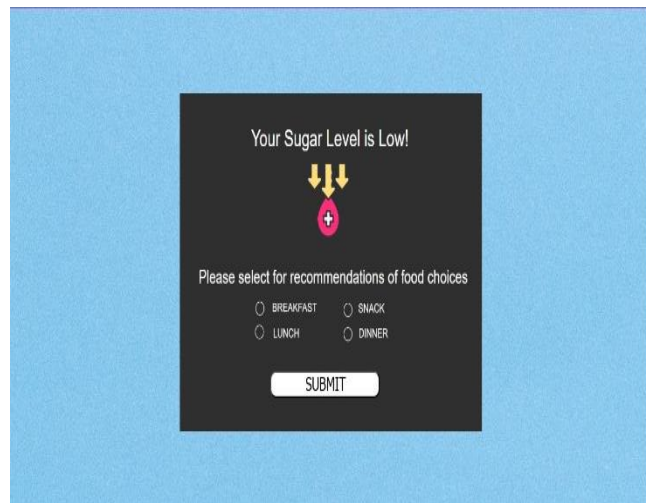 Your Sugar Level is Low!
Please select for recommendations of food choices
BREAKFAST SNACK
LUNCH DINNER
SUBMIT